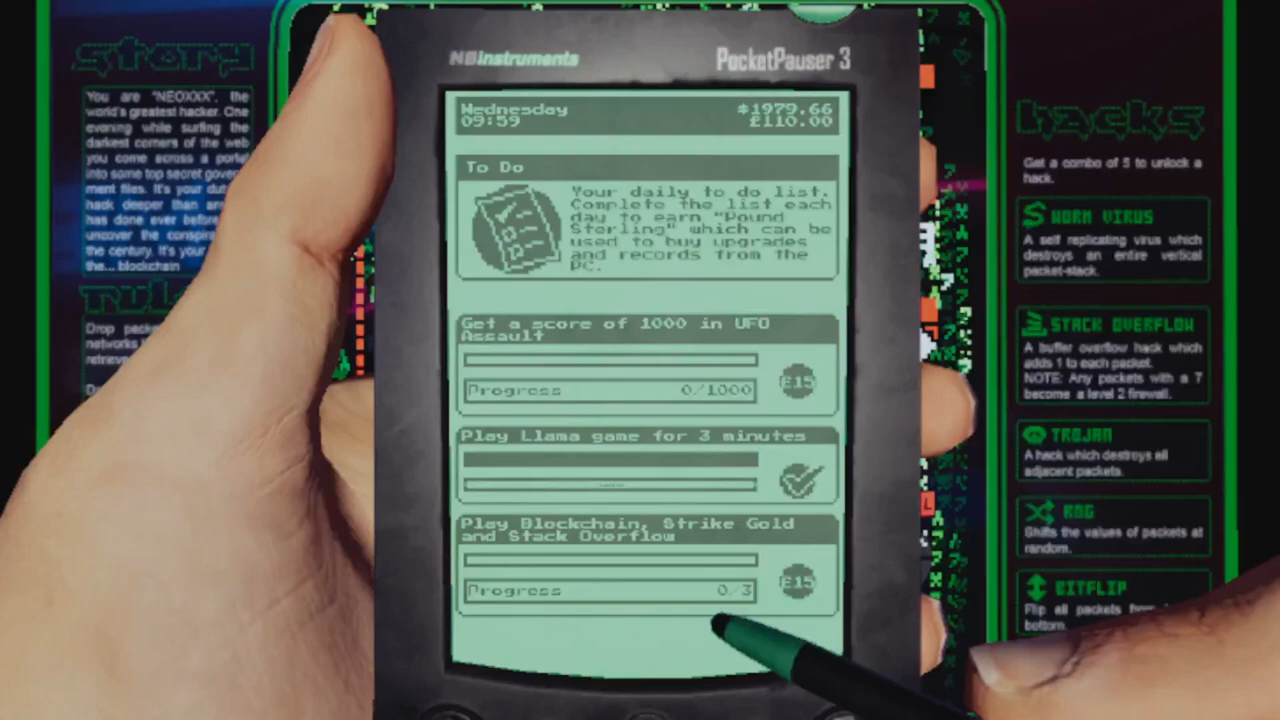 story
You are "NEOXXX", the
world's greatest hacker. One
evening while surfing the
darkest corners of the web
you come across a portal
into some top secret govern-
ment files. It's your
hack deeper than
has done ever before
uncover the conspi
the century. It's your
the... blockchain
Drop
networks
retrieve
NBinstruments
PocketPauser 3
Wednesday
09:59
$1979.66
£110.00
To Do
Your daily to do list.
Complete the list each
day to earn "Pound
Sterling" which can be
used to buy upgrades
and records from the
PC.
Get a score of 1000 in UFO
Assault
Progress 0/1000
£15
Play Llama game for 3 minutes
Play Blockchain, Strike Gold
and Stack Overflow
Progress 0/3
£15
hacks
Get a combo of 5 to unlock a
hack.
WORM VIRUS
A self replicating virus which
destroys an entire vertical
packet-stack.
STACK OVERFLOW
A buffer overflow hack which
adds 1 to each packet.
NOTE: Any packets with a 7
become a level 2 firewall.
TROJAN
A hack which destroys all
adjacent packets.
RNG
Shifts the values of packets at
random.
BITFLIP
Flip all packets from
bottom.